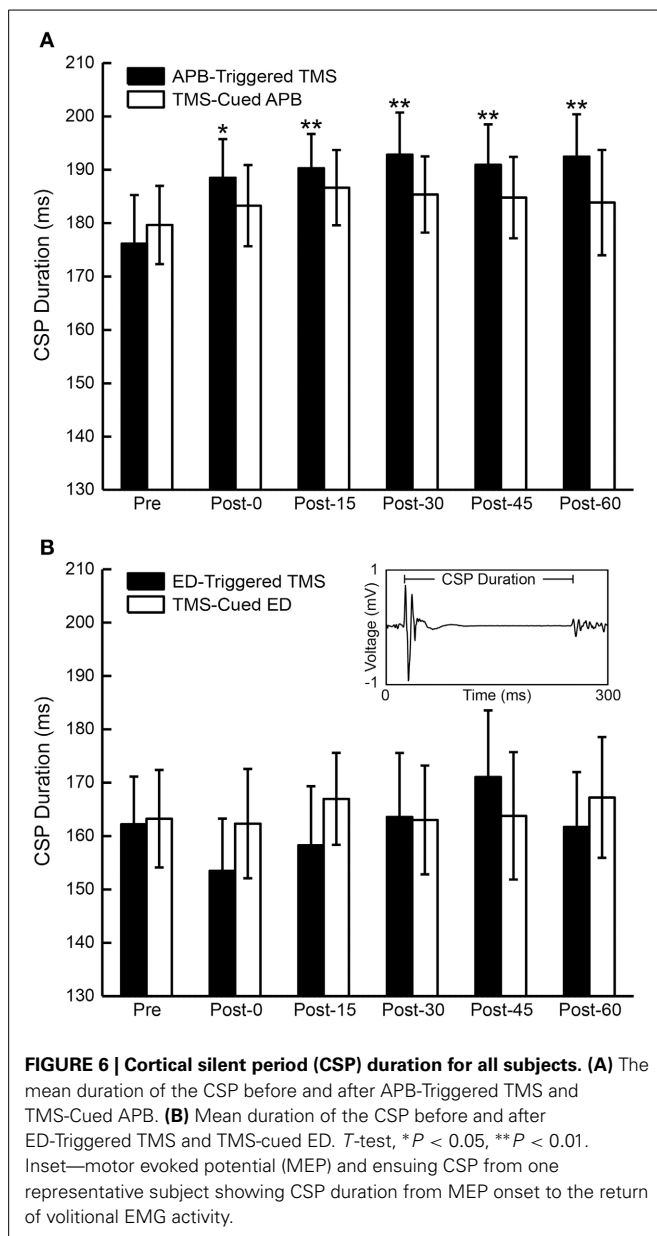 A
210
200
190
180
170
160
150
140
130
CSP Duration (ms)
APB-Triggered TMS
TMS-Cued APB
* ** ** ** **
Pre Post-0 Post-15 Post-30 Post-45 Post-60
B
210
200
190
180
170
160
150
140
130
CSP Duration (ms)
ED-Triggered TMS
TMS-Cued ED
1
Voltage (mV)
-1
CSP Duration
0 Time (ms) 300
Pre Post-0 Post-15 Post-30 Post-45 Post-60
FIGURE 6 | Cortical silent period (CSP) duration for all subjects. (A) The
mean duration of the CSP before and after APB-Triggered TMS and
TMS-Cued APB. (B) Mean duration of the CSP before and after
ED-Triggered TMS and TMS-cued ED. T-test, *P < 0.05, **P < 0.01.
Inset—motor evoked potential (MEP) and ensuing CSP from one
representative subject showing CSP duration from MEP onset to the return
of volitional EMG activity.